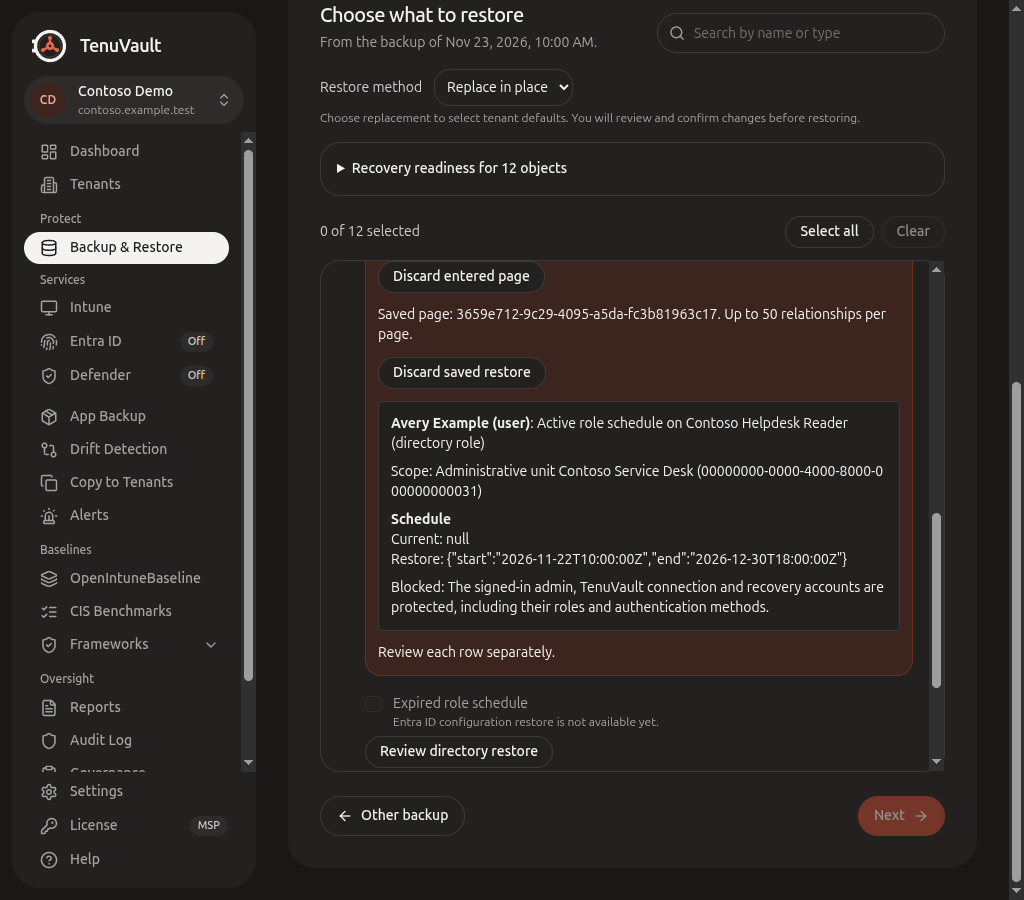 TenuVault
CD
Contoso Demo
contoso.example.test
Dashboard
Tenants
Protect
Backup & Restore
Services
Intune
Entra ID
Off
Defender
Off
App Backup
Drift Detection
Copy to Tenants
Alerts
Baselines
OpenIntuneBaseline
CIS Benchmarks
Frameworks
Oversight
Reports
Audit Log
Governance
Settings
License
MSP
Help
Choose what to restore
From the backup of Nov 23, 2026, 10:00 AM.
Search by name or type
Restore method
Replace in place
Choose replacement to select tenant defaults. You will review and confirm changes before restoring.
Recovery readiness for 12 objects
0 of 12 selected
Select all
Clear
Discard entered page
Saved page: 3659e712-9c29-4095-a5da-fc3b81963c17. Up to 50 relationships per
page.
Discard saved restore
Avery Example (user): Active role schedule on Contoso Helpdesk Reader
(directory role)
Scope: Administrative unit Contoso Service Desk (00000000-0000-4000-8000-0
00000000031)
Schedule
Current: null
Restore: {"start":"2026-11-22T10:00:00Z","end":"2026-12-30T18:00:00Z"}
Blocked: The signed-in admin, TenuVault connection and recovery accounts are
protected, including their roles and authentication methods.
Review each row separately.
Expired role schedule
Entra ID configuration restore is not available yet.
Review directory restore
Other backup
Next